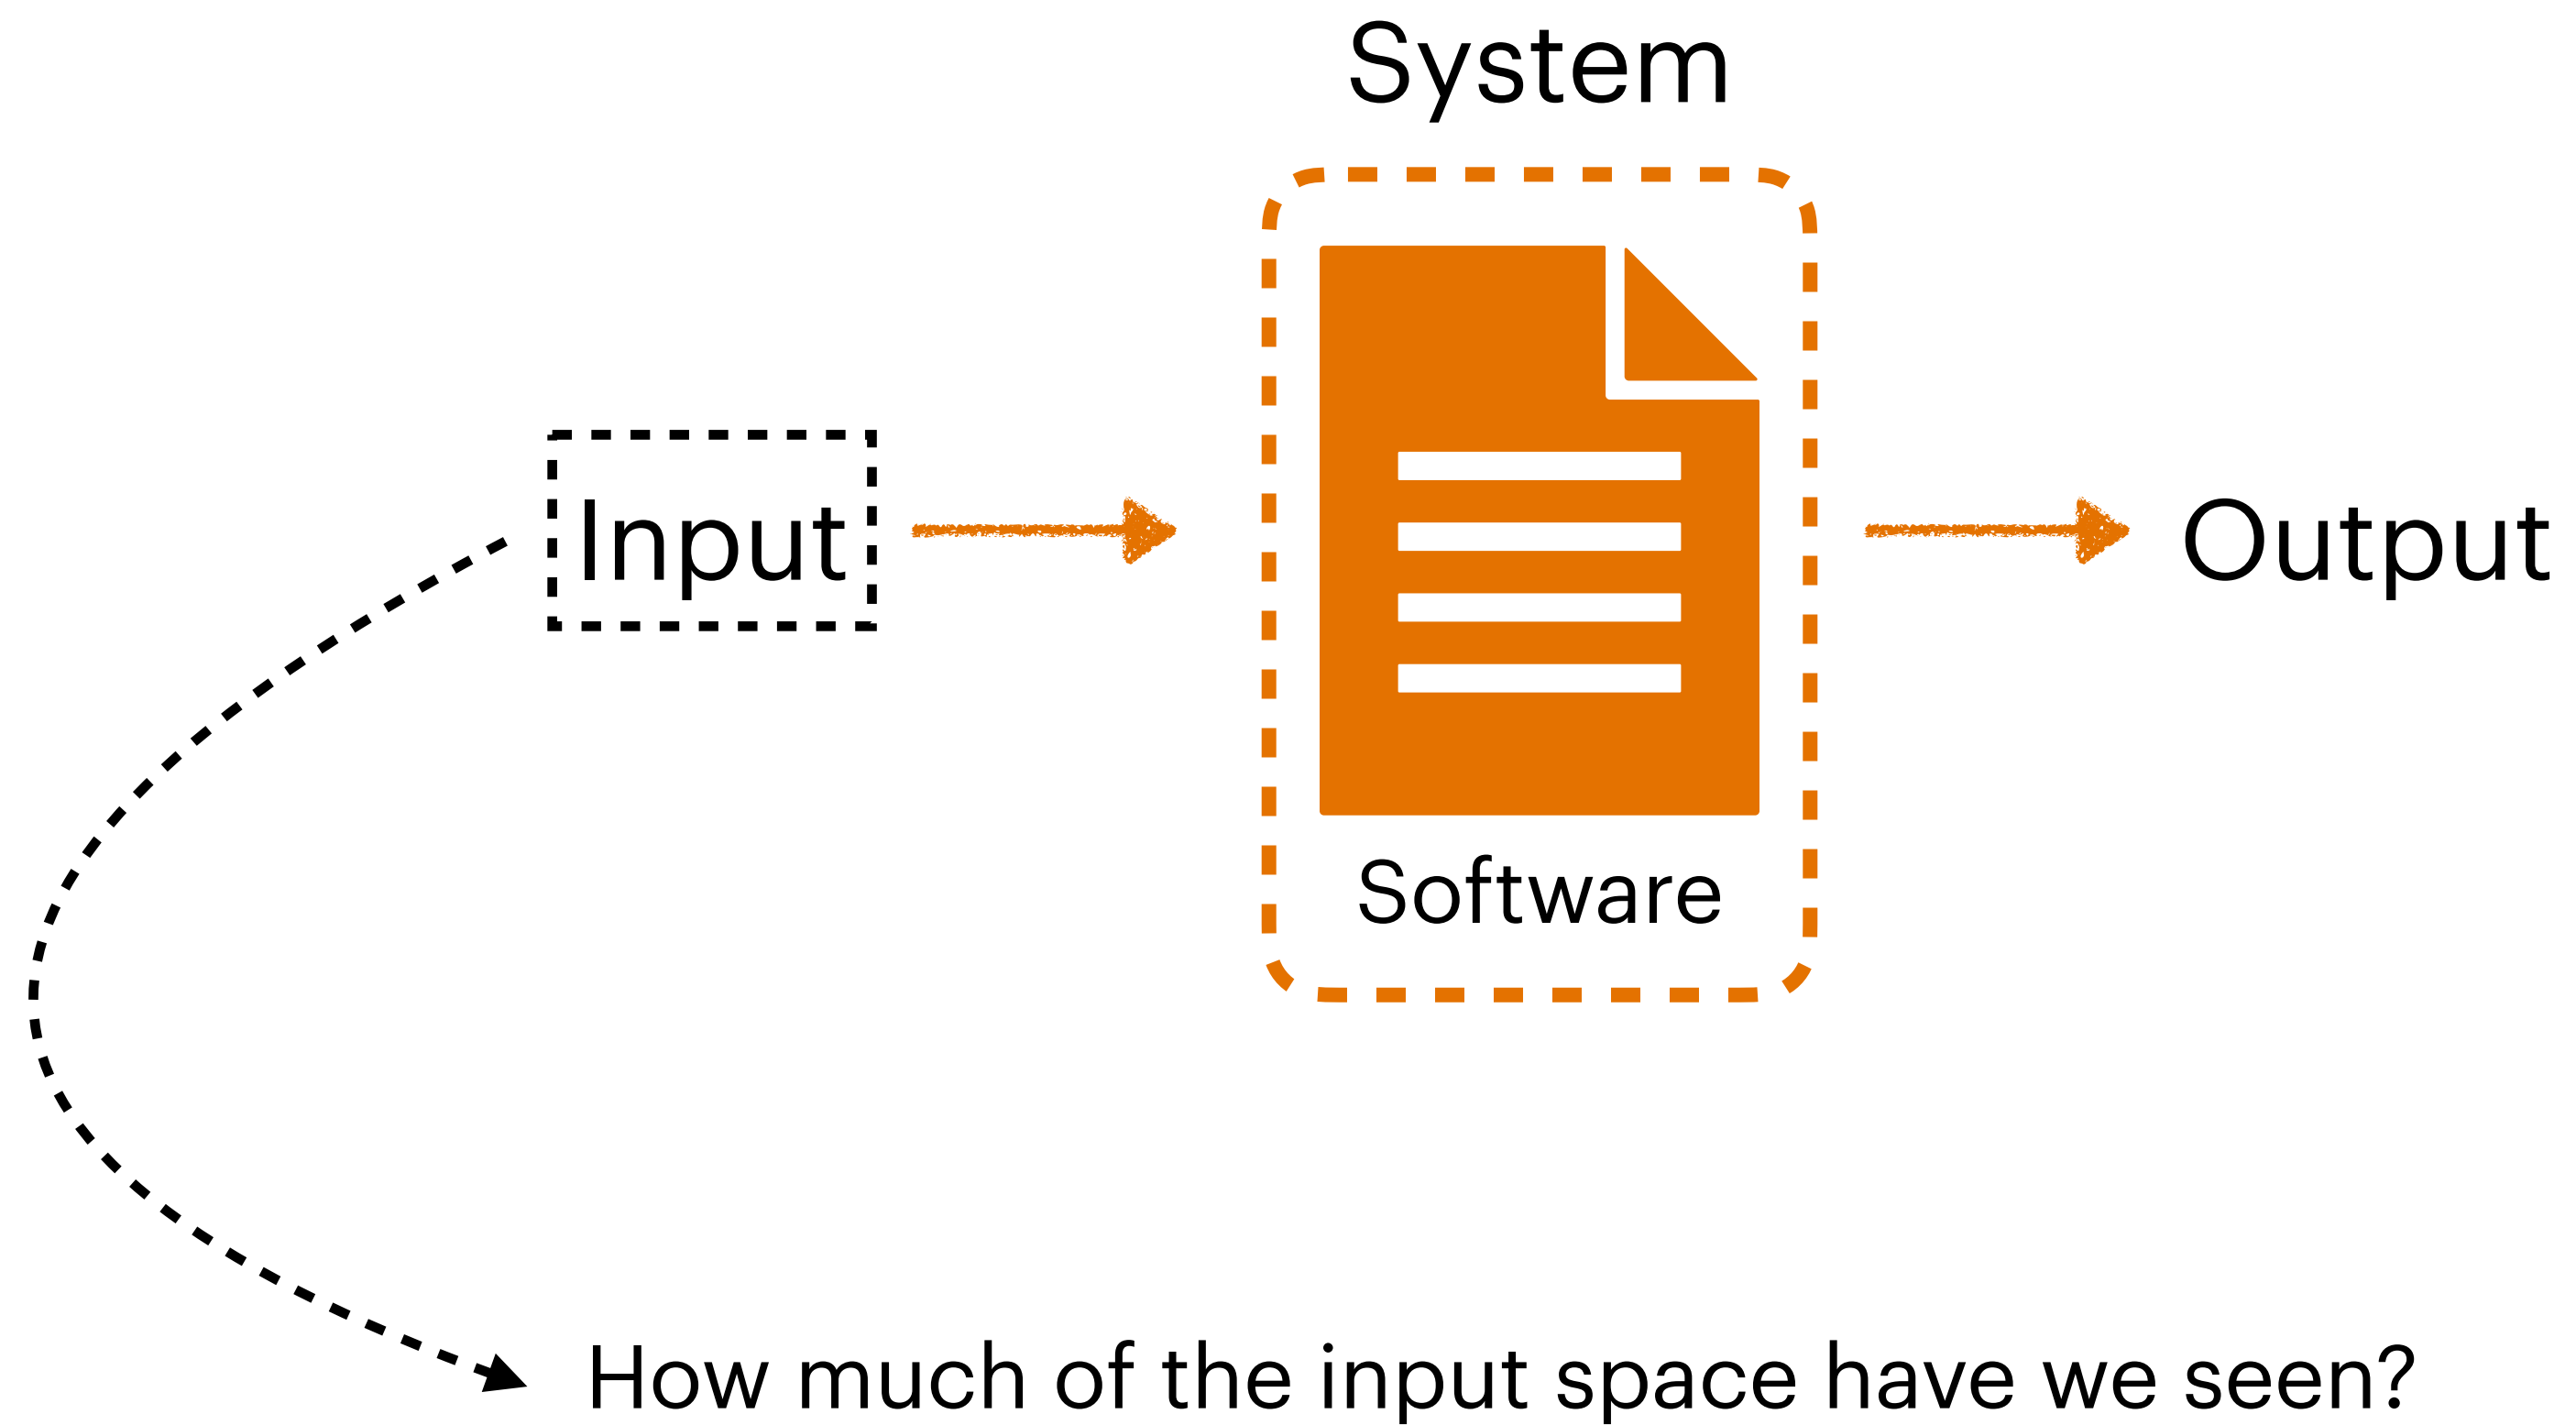 System
Input
Output
Software
How much of the input space have we seen?